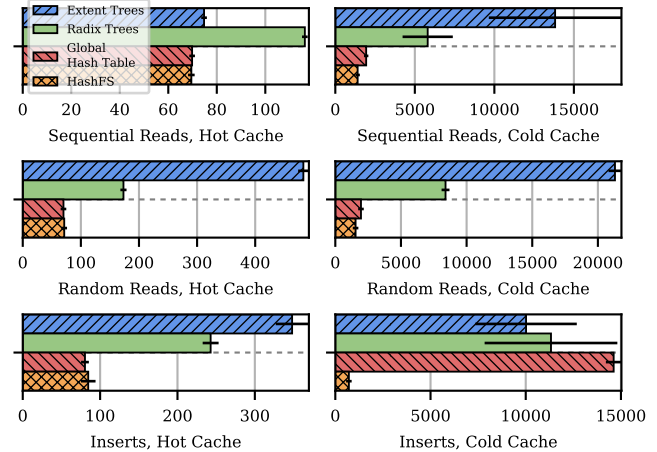 Extent Trees
Radix Trees
Global
Hash Table
HashFS
0 20 40 60 80 100
Sequential Reads, Hot Cache
0 5000 10000 15000
Sequential Reads, Cold Cache
0 100 200 300 400
Random Reads, Hot Cache
0 5000 10000 15000 20000
Random Reads, Cold Cache
0 100 200 300
Inserts, Hot Cache
0 5000 10000 15000
Inserts, Cold Cache